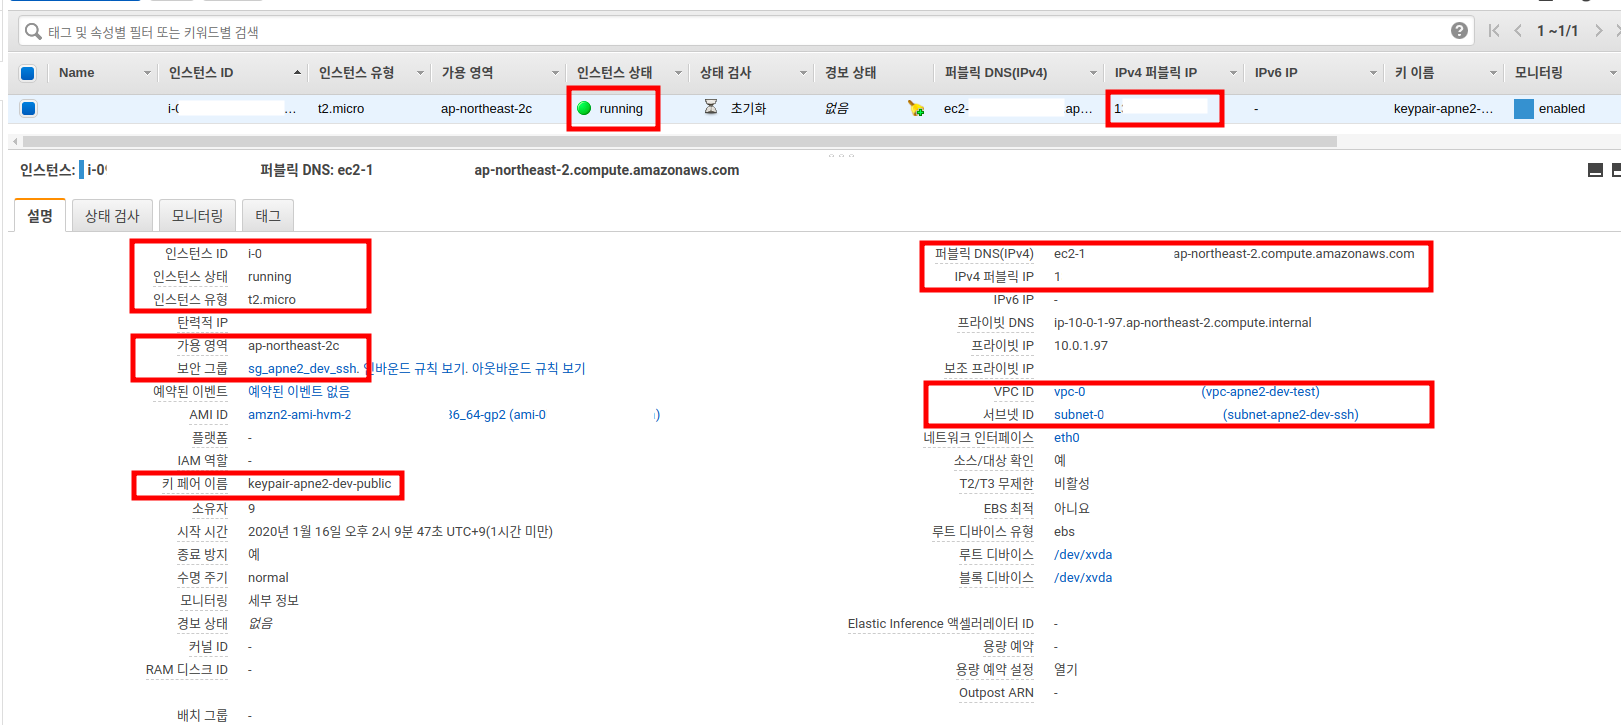 태그 및 속성별 필터 또는 키워드별 검색
1 ~1/1
Name 인스턴스 ID 인스턴스 유형 가용 영역 인스턴스 상태 상태 검사 경보 상태 퍼블릭 DNS(IPv4) IPv4 퍼블릭 IP IPv6 IP 키 이름 모니터링
i-0 ... t2.micro ap-northeast-2c running 초기화 없음 ec2- ap... 1 - keypair-apne2-... enabled
인스턴스: i-09 퍼블릭 DNS: ec2-1 ap-northeast-2.compute.amazonaws.com
설명 상태 검사 모니터링 태그
인스턴스 ID i-0
인스턴스 상태 running
인스턴스 유형 t2.micro
탄력적 IP
가용 영역 ap-northeast-2c
보안 그룹 sg_apne2_dev_ssh. 인바운드 규칙 보기. 아웃바운드 규칙 보기
예약된 이벤트 예약된 이벤트 없음
AMI ID amzn2-ami-hvm-2 86_64-gp2 (ami-0 )
플랫폼 -
IAM 역할 -
키 페어 이름 keypair-apne2-dev-public
소유자 9
시작 시간 2020년 1월 16일 오후 2시 9분 47초 UTC+9(1시간 미만)
종료 방지 예
수명 주기 normal
모니터링 세부 정보
경보 상태 없음
커널 ID -
RAM 디스크 ID -
배치 그룹 -
퍼블릭 DNS(IPv4) ec2-1 ap-northeast-2.compute.amazonaws.com
IPv4 퍼블릭 IP 1
IPv6 IP -
프라이빗 DNS ip-10-0-1-97.ap-northeast-2.compute.internal
프라이빗 IP 10.0.1.97
보조 프라이빗 IP
VPC ID vpc-0 (vpc-apne2-dev-test)
서브넷 ID subnet-0 (subnet-apne2-dev-ssh)
네트워크 인터페이스 eth0
소스/대상 확인 예
T2/T3 무제한 비활성
EBS 최적 아니요
루트 디바이스 유형 ebs
루트 디바이스 /dev/xvda
블록 디바이스 /dev/xvda
Elastic Inference 액셀러레이터 ID -
용량 예약 -
용량 예약 설정 열기
Outpost ARN -